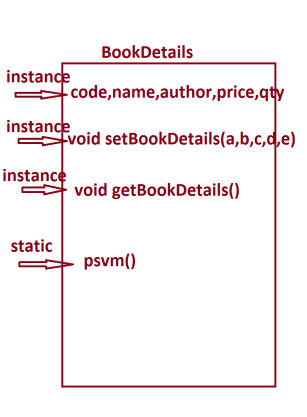 BookDetails
instance
code,name,author,price,qty
instance
void setBookDetails(a,b,c,d,e)
instance
void getBookDetails()
static
psvm()